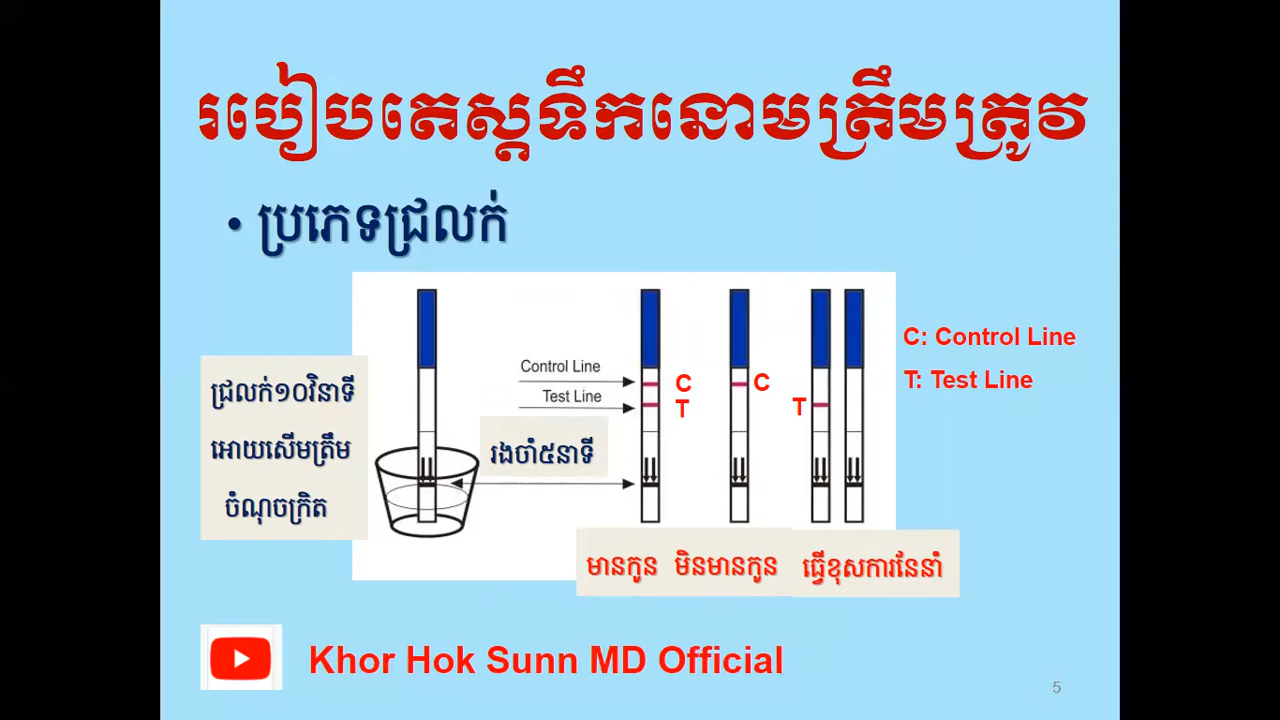 របៀបតេស្តទឹកនោមត្រឹមត្រូវ
• ប្រភេទជ្រលក់
ជ្រលក់១០វិនាទី
អោយសើមត្រឹម
ចំណុចក្រិត
Control Line
Test Line
រងចាំ៥នាទី
C
T
C
T
C: Control Line
T: Test Line
មានកូន
មិនមានកូន
ធ្វើខុសការនែនាំ
Khor Hok Sunn MD Official
5